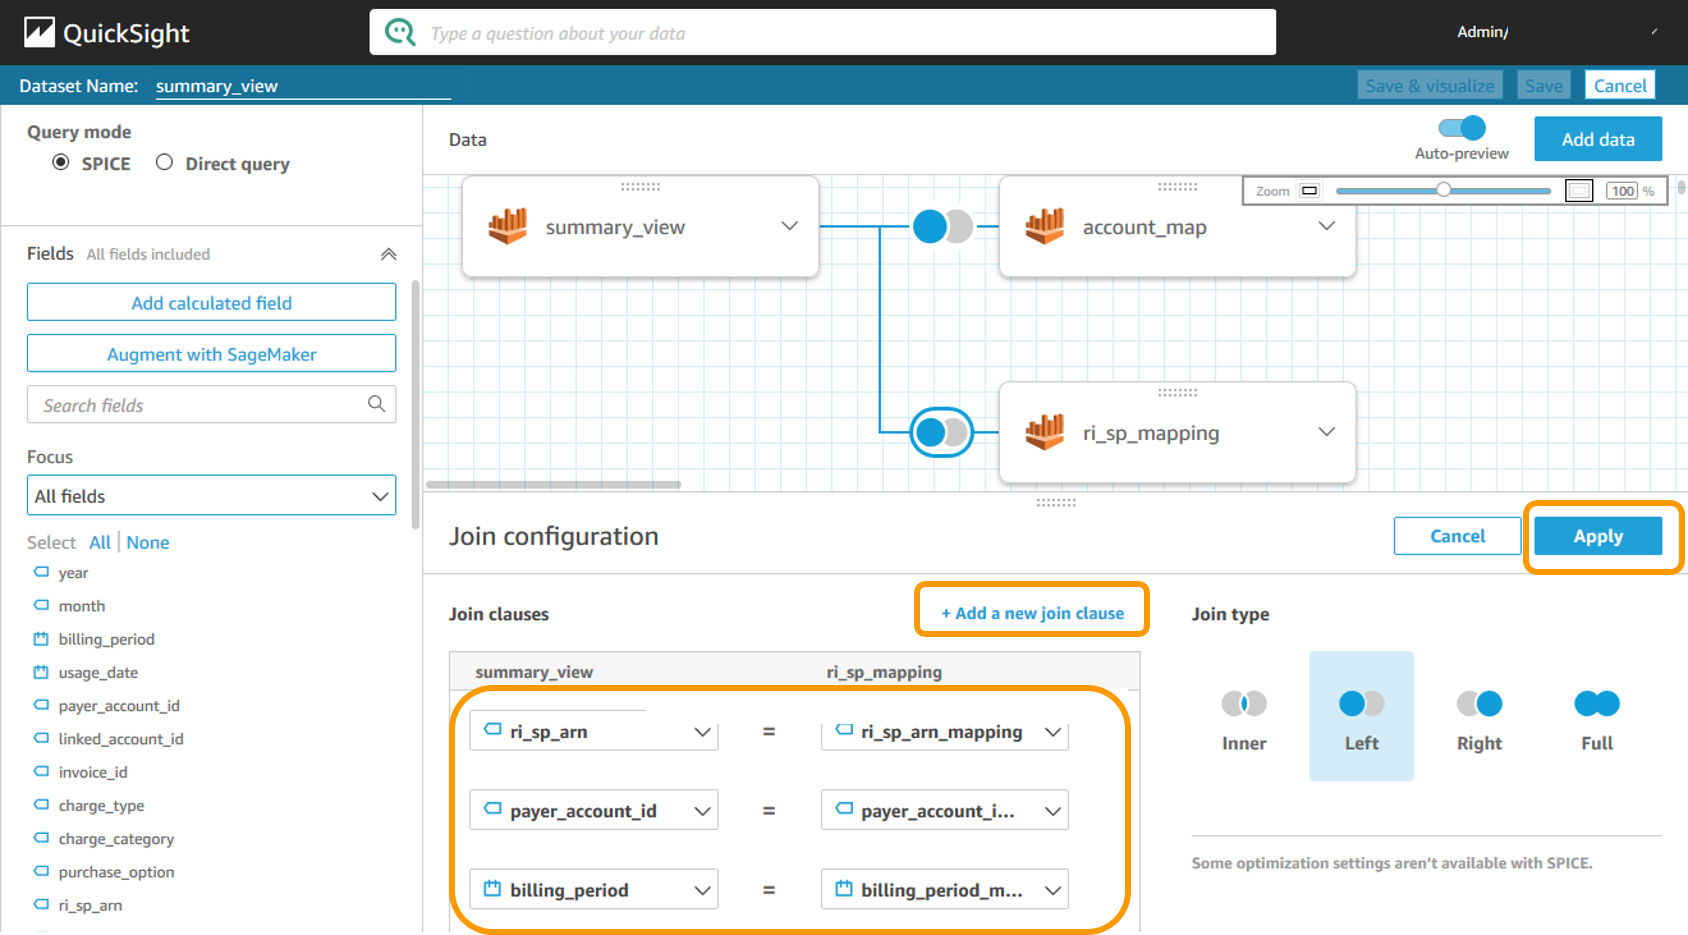 QuickSight
Type a question about your data
Admin/
Dataset Name: summary_view
Save & visualize
Save
Cancel
Query mode
SPICE
Direct query
Data
Auto-preview
Add data
Zoom
100 %
summary_view
account_map
ri_sp_mapping
Fields All fields included
Add calculated field
Augment with SageMaker
Search fields
Focus
All fields
Select All | None
year
month
billing_period
usage_date
payer_account_id
linked_account_id
invoice_id
charge_type
charge_category
purchase_option
ri_sp_arn
Join configuration
Cancel
Apply
Join clauses
+ Add a new join clause
summary_view
ri_sp_mapping
ri_sp_arn = ri_sp_arn_mapping
payer_account_id = payer_account_i...
billing_period = billing_period_m...
Join type
Inner
Left
Right
Full
Some optimization settings aren't available with SPICE.